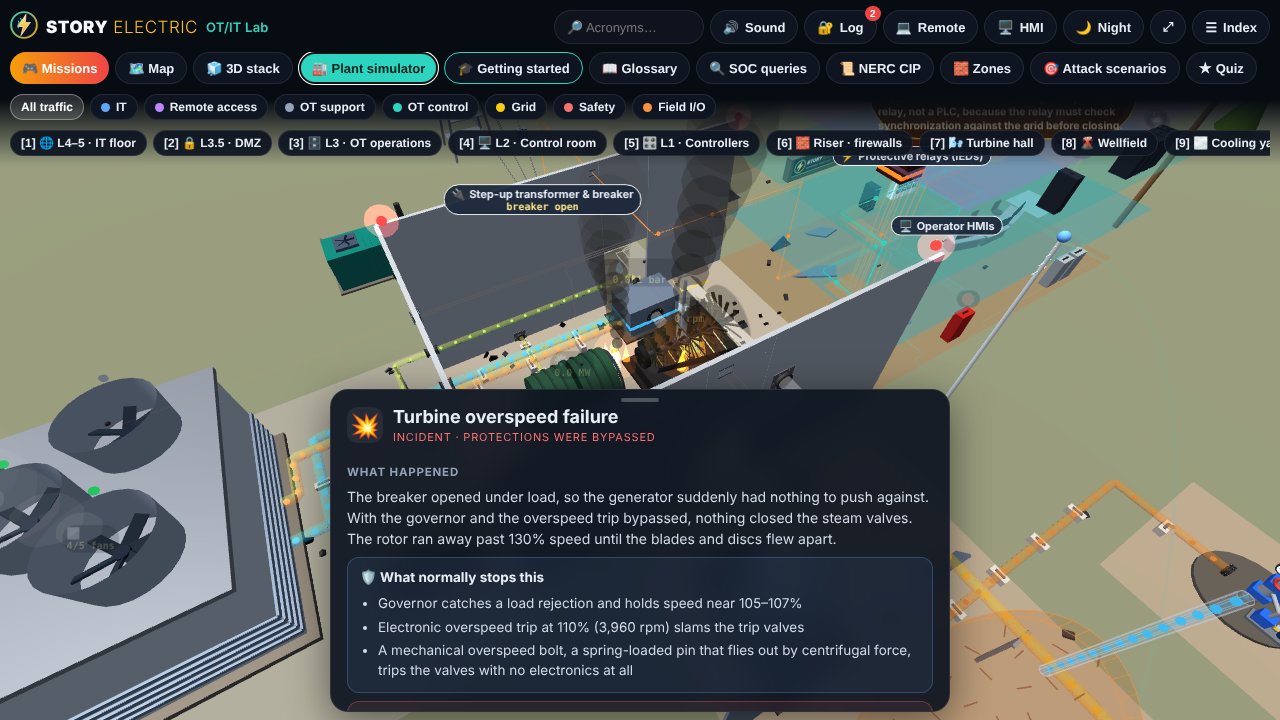 STORY ELECTRIC OT/IT Lab
Acronyms…
Sound
Log
2
Remote
HMI
Night
Index
Missions
Map
3D stack
Plant simulator
Getting started
Glossary
SOC queries
NERC CIP
Zones
Attack scenarios
Quiz
All traffic
IT
Remote access
OT support
OT control
Grid
Safety
Field I/O
relay, not a PLC, because the relay must check
synchronization against the grid before closing.
[1] L4–5 · IT floor
[2] L3.5 · DMZ
[3] L3 · OT operations
[4] L2 · Control room
[5] L1 · Controllers
[6] Riser · firewalls
[7] Turbine hall
[8] Wellfield
[9] Cooling ya
Protective relays (IEDs)
Step-up transformer & breaker
breaker open
Operator HMIs
0.0 MW
4/5 fans
Turbine overspeed failure
INCIDENT · PROTECTIONS WERE BYPASSED
WHAT HAPPENED
The breaker opened under load, so the generator suddenly had nothing to push against.
With the governor and the overspeed trip bypassed, nothing closed the steam valves.
The rotor ran away past 130% speed until the blades and discs flew apart.
What normally stops this
• Governor catches a load rejection and holds speed near 105–107%
• Electronic overspeed trip at 110% (3,960 rpm) slams the trip valves
• A mechanical overspeed bolt, a spring-loaded pin that flies out by centrifugal force,
trips the valves with no electronics at all